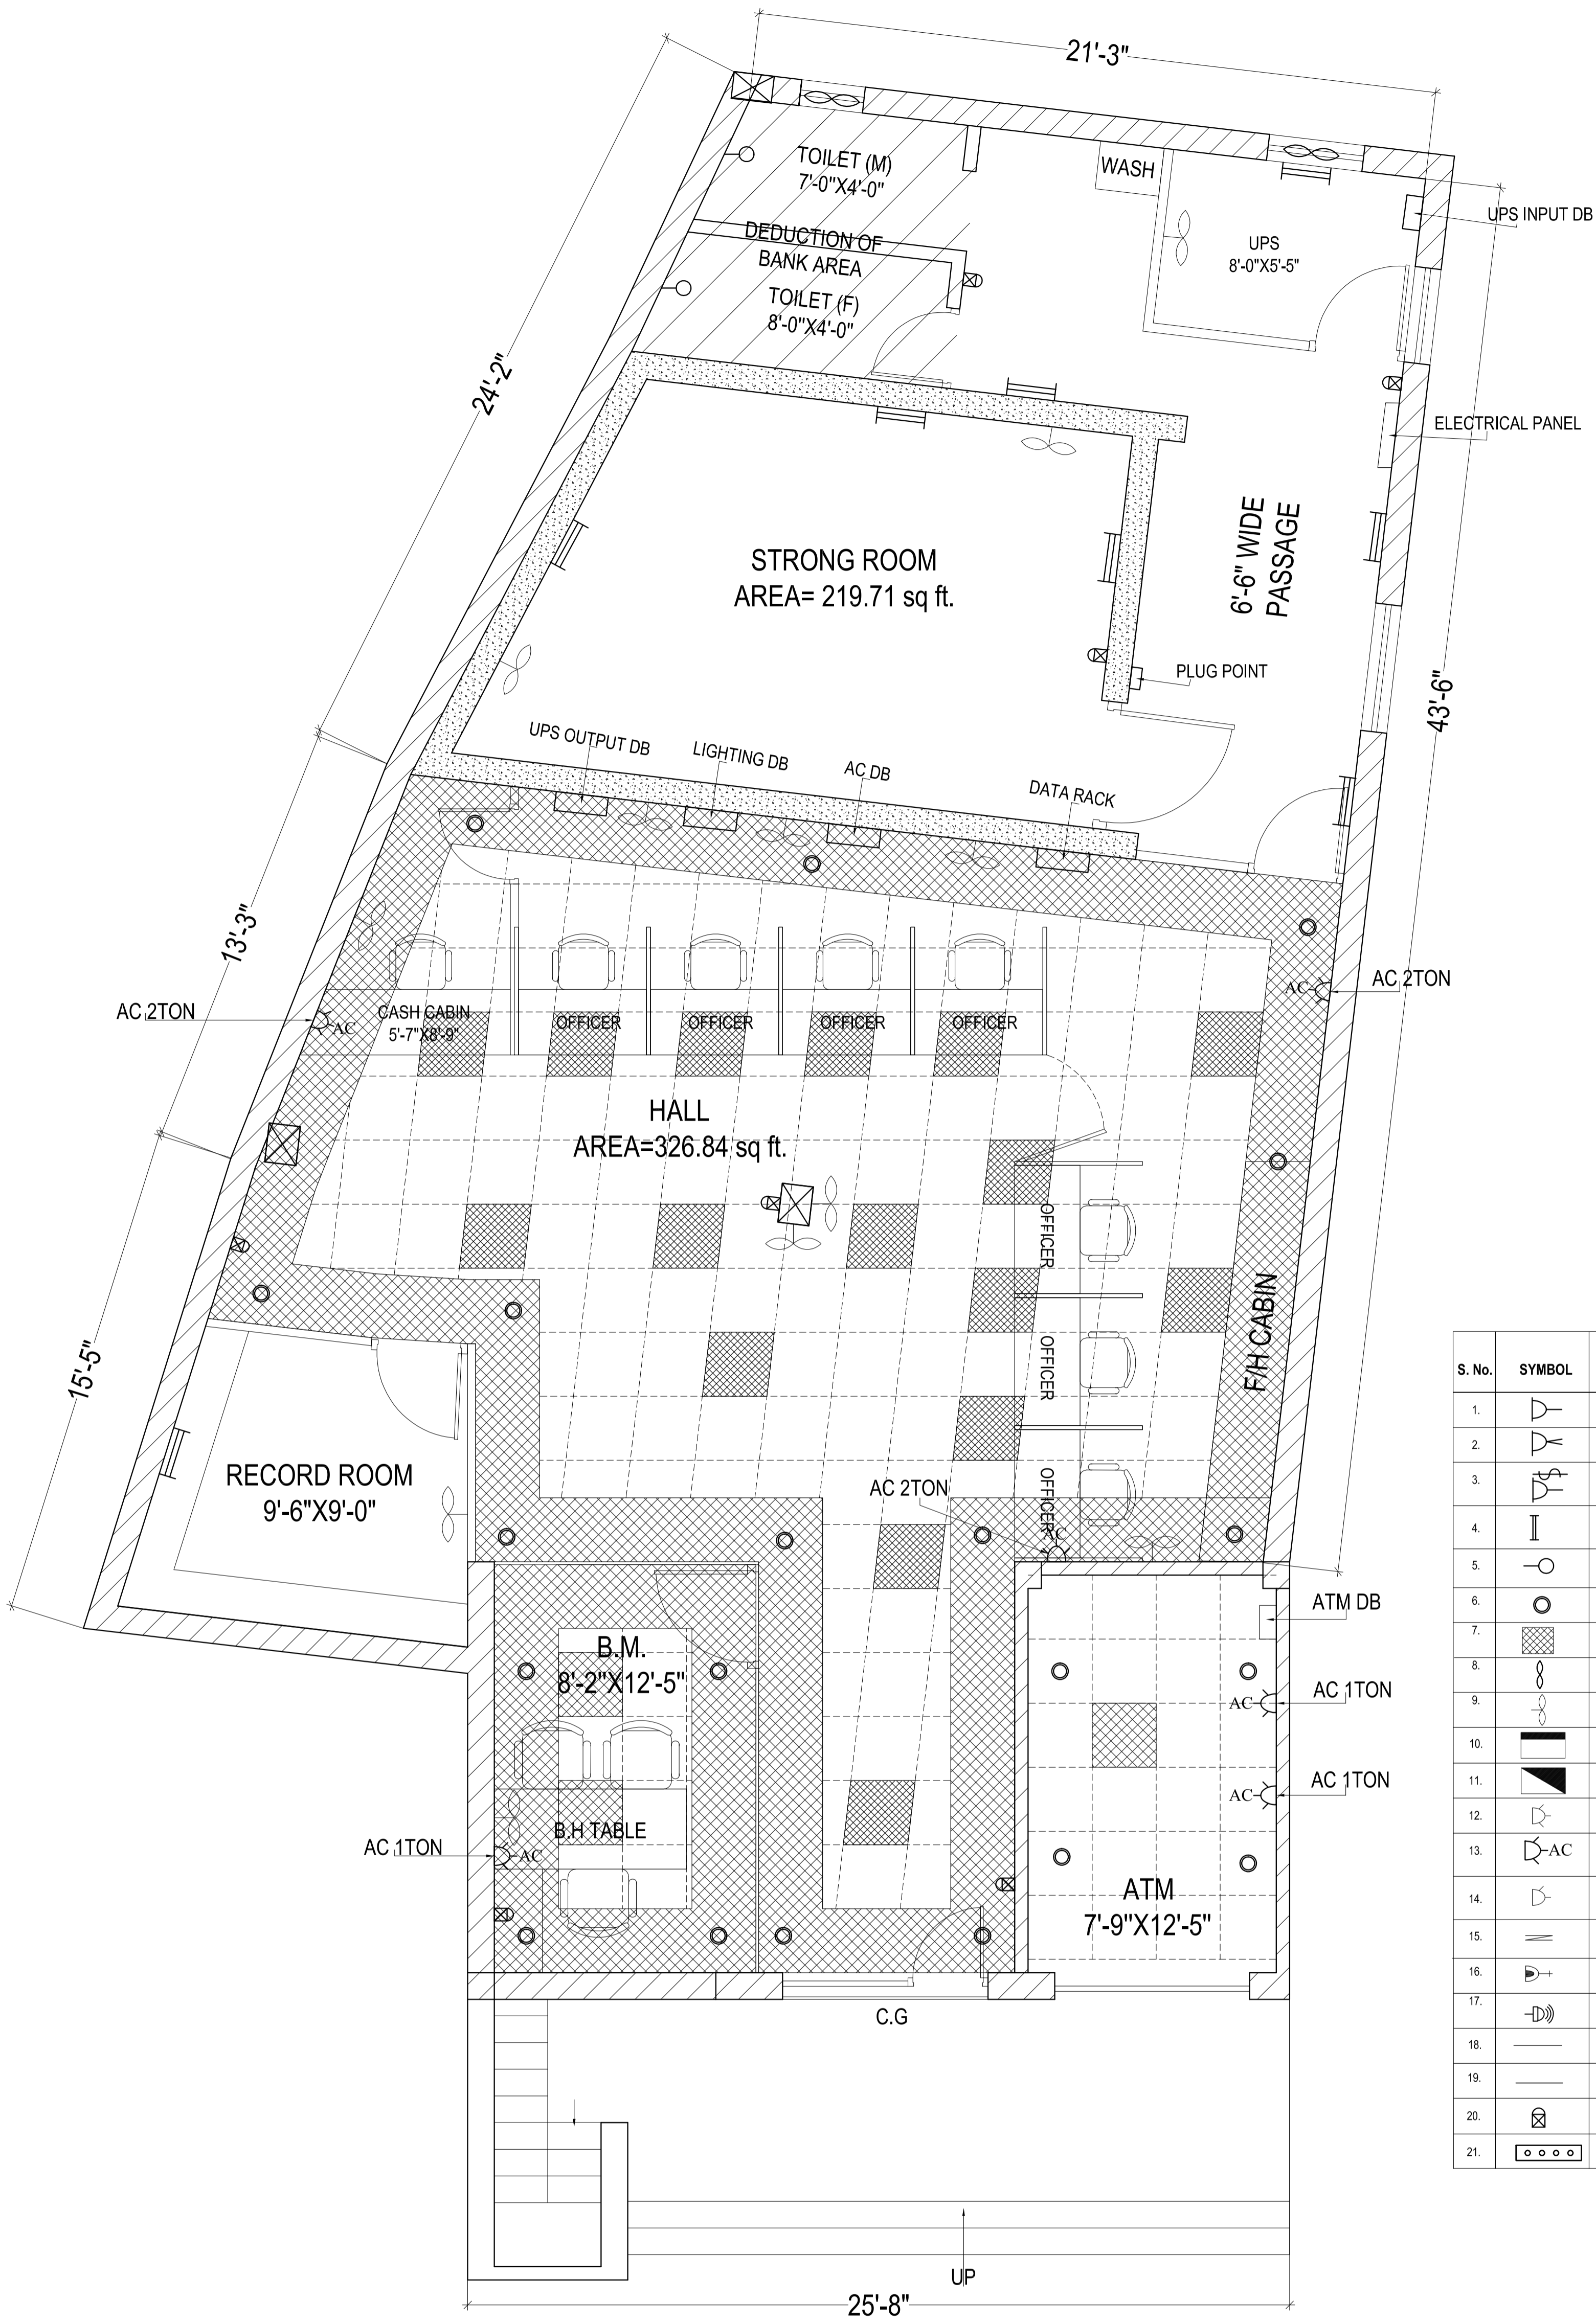 21'-3"
TOILET (M)
7'-0"X4'-0"
WASH
UPS INPUT DB
DEDUCTION OF
BANK AREA
UPS
8'-0"X5'-5"
TOILET (F)
8'-0"X4'-0"
24'-2"
ELECTRICAL PANEL
6'-6" WIDE
PASSAGE
STRONG ROOM
AREA= 219.71 sq ft.
PLUG POINT
43'-6"
UPS OUTPUT DB
LIGHTING DB
AC DB
DATA RACK
13'-3"
AC 2TON
AC
AC 2TON
AC
CASH CABIN
5'-7"X8'-9"
OFFICER
OFFICER
OFFICER
OFFICER
HALL
AREA=326.84 sq ft.
OFFICER
OFFICER
OFFICER
F/H CABIN
15'-5"
RECORD ROOM
9'-6"X9'-0"
AC 2TON
AC
ATM DB
B.M.
8'-2"X12'-5"
AC 1TON
AC
AC 1TON
AC
B.H TABLE
AC 1TON
AC
ATM
7'-9"X12'-5"
C.G
UP
25'-8"
S. No. SYMBOL
1.
2.
3.
4.
5.
6.
7.
8.
9.
10.
11.
12.
13. AC
14.
15.
16.
17.
18.
19.
20.
21.